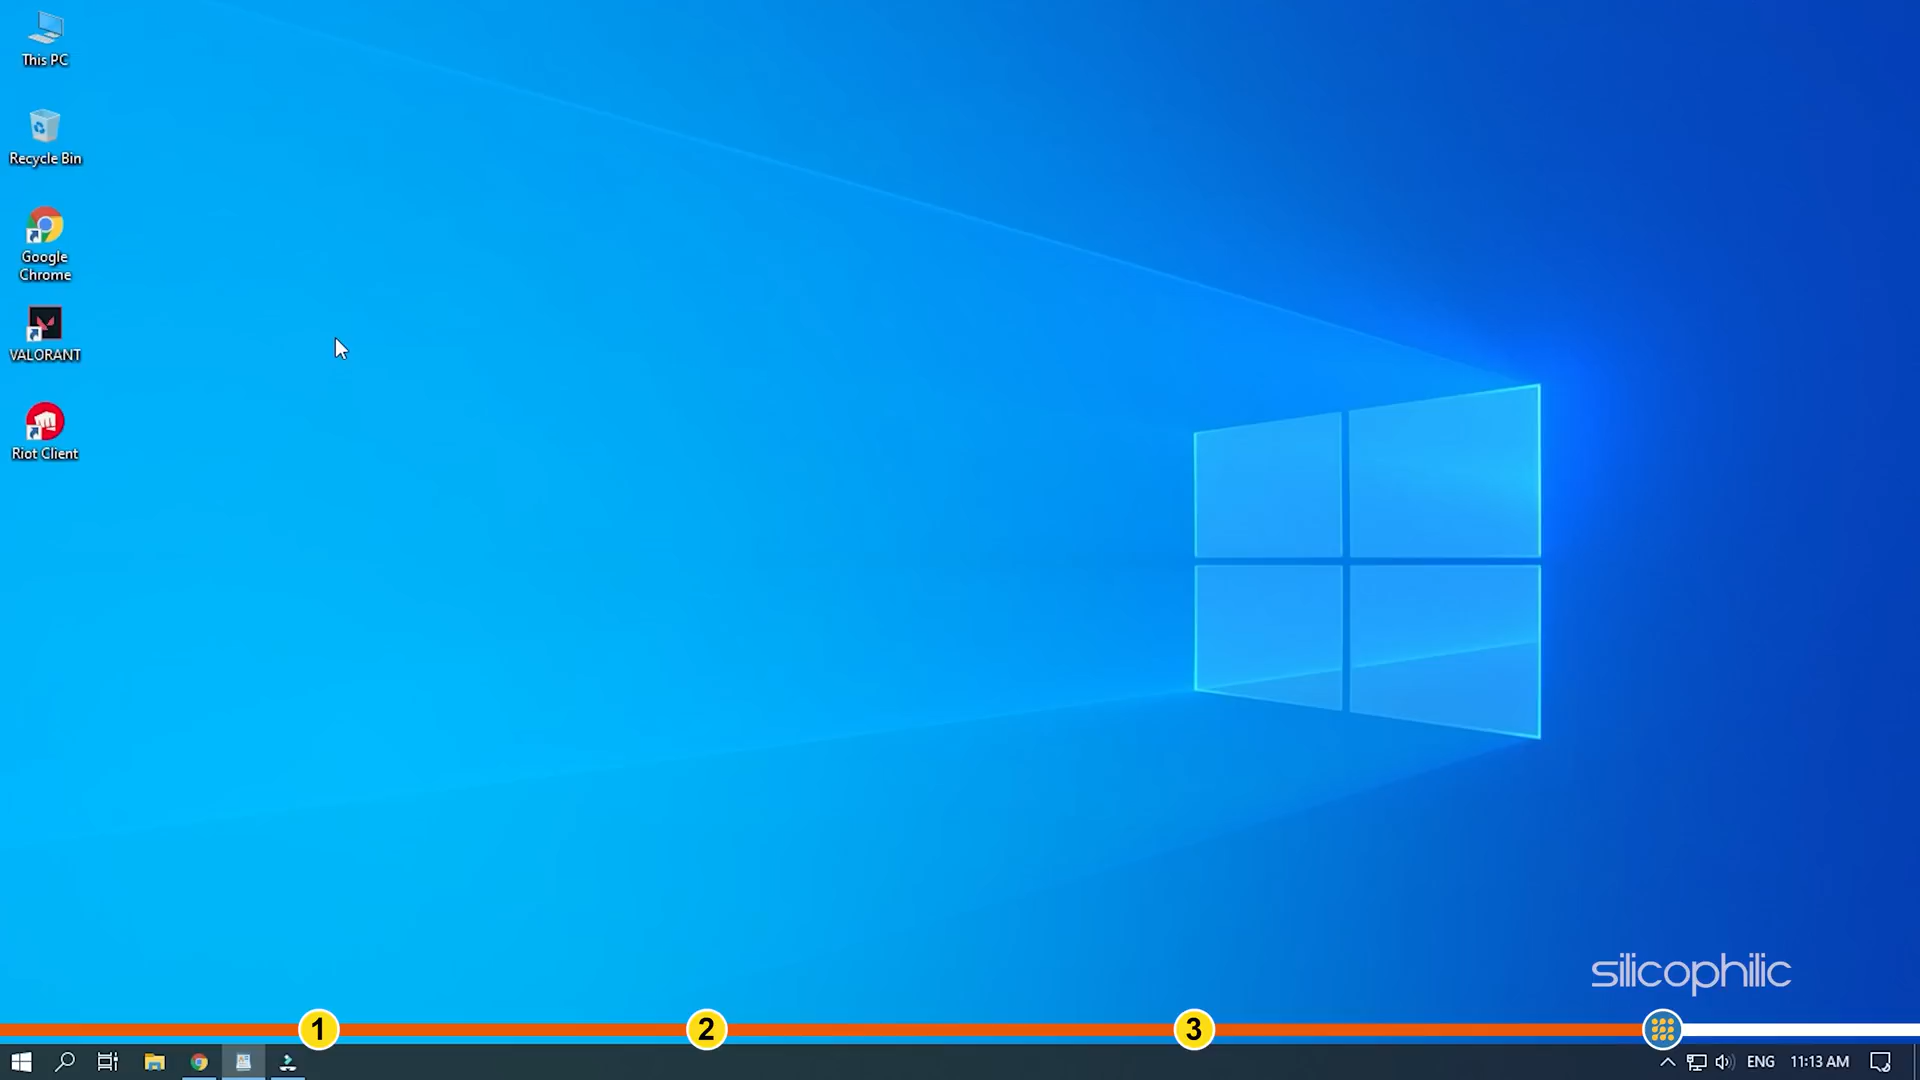 This PC
Recycle Bin
Google
Chrome
VALORANT
Riot Client
silicophilic
1
2
3
ENG
11:13 AM